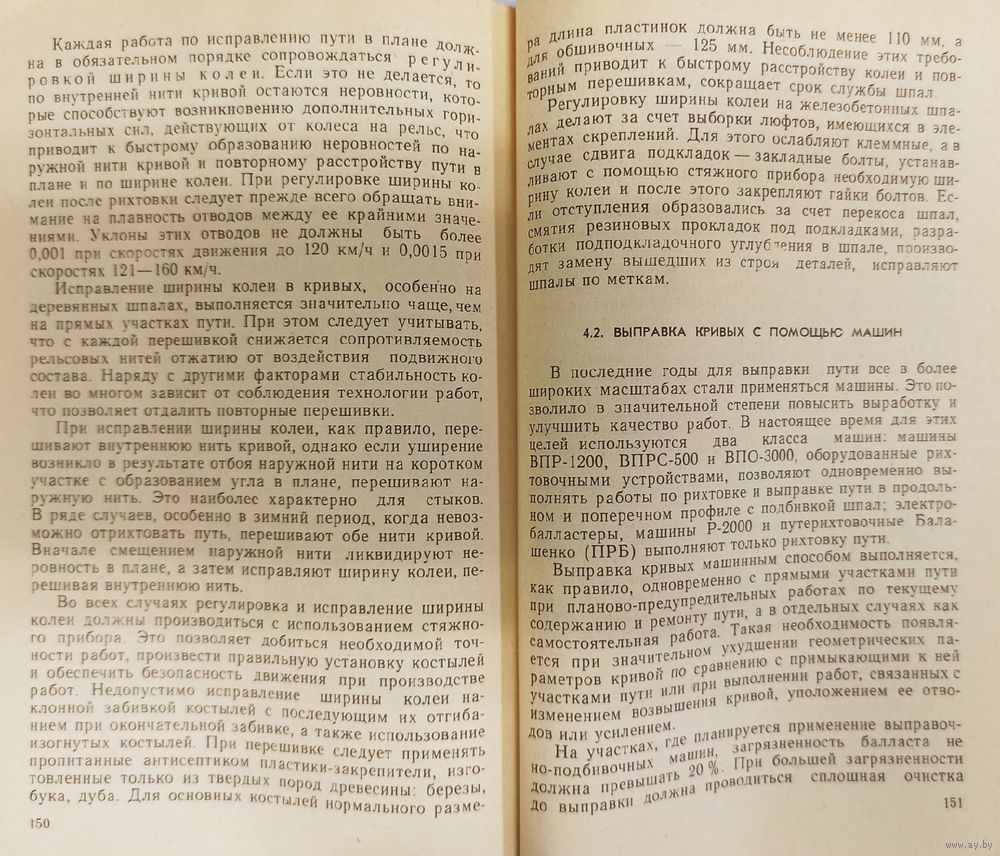 Каждая работа по исправлению пути в плане долж-
на в обязательном порядке сопровождаться регули-
ровкой ширины колеи. Если это не делается, то
по внутренней нити кривой остаются неровности, кото-
рые способствуют возникновению дополнительных гори-
зонтальных сил, действующих от колеса на рельс, что
приводит к быстрому образованию неровностей по на-
ружной нити кривой и повторному расстройству пути в
плане и по ширине колеи. При регулировке ширины ко-
леи после рихтовки следует прежде всего обращать вни-
мание на плавность отводов между ее крайними значе-
ниями. Уклоны этих отводов не должны быть более
0,001 при скоростях движения до 120 км/ч и 0,0015 при
скоростях 121—160 км/ч.
Исправление ширины колеи в кривых, особенно на
деревянных шпалах, выполняется значительно чаще, чем
на прямых участках пути. При этом следует учитывать,
что с каждой перешивкой снижается сопротивляемость
рельсовых нитей отжатию от воздействия подвижного
состава. Наряду с другими факторами стабильность ко-
леи во многом зависит от соблюдения технологии работ,
что позволяет отдалить повторные перешивки.
При исправлении ширины колеи, как правило, пере-
шивают внутреннюю нить кривой, однако если уширение
возникло в результате отбоя наружной нити на коротком
участке с образованием угла в плане, перешивают на-
ружную нить. Это наиболее характерно для стыков.
В ряде случаев, особенно в зимний период, когда невоз-
можно отрихтовать путь, перешивают обе нити кривой.
Вначале смещением наружной нити ликвидируют не-
ровность в плане, а затем исправляют ширину колеи, пе-
решивая внутреннюю нить.
Во всех случаях регулировка и исправление ширины
колеи должны производиться с использованием стяжно-
го прибора. Это позволяет добиться необходимой точ-
ности работ, произвести правильную установку костылей
и обеспечить безопасность движения при производстве
работ. Недопустимо исправление ширины колеи на-
клонной забивкой костылей с последующим их отгиба-
нием при окончательной забивке, а также использование
изогнутых костылей. При перешивке следует применять
пропитанные антисептиком пластики-закрепители, изго-
товленные только из твердых пород древесины: березы,
бука, дуба. Для основных костылей нормального разме-
150
ра длина пластинок должна быть не менее 110 мм, а
для обшивочных — 125 мм. Несоблюдение этих требо-
ваний приводит к быстрому расстройству колеи и пов-
торным перешивкам, сокращает срок службы шпал.
Регулировку ширины колеи на железобетонных шпа-
лах делают за счет выборки люфтов, имеющихся в эле-
ментах скреплений. Для этого ослабляют клеммные, а в
случае сдвига подкладок — закладные болты, устанав-
ливают с помощью стяжного прибора необходимую ши-
рину колеи и после этого закрепляют гайки болтов. Ес-
ли отступления образовались за счет перекоса шпал,
смятия резиновых прокладок под подкладками, разра-
ботки подподкладочного углубления в шпале, произво-
дят замену вышедших из строя деталей, исправляют
шпалы по меткам.
4.2. ВЫПРАВКА КРИВЫХ С ПОМОЩЬЮ МАШИН
В последние годы для выправки пути все в более
широких масштабах стали применяться машины. Это по-
зволило в значительной степени повысить выработку и
улучшить качество работ. В настоящее время для этих
целей используются два класса машин: машины
ВПР-1200, ВПРС-500 и ВПО-3000, оборудованные рих-
товочными устройствами, позволяют одновременно вы-
полнять работы по рихтовке и выправке пути в продоль-
ном и поперечном профиле с подбивкой шпал; электро-
балластеры, машины Р-2000 и путерихтовочные Бала-
шенко (ПРБ) выполняют только рихтовку пути.
Выправка кривых машинным способом выполняется,
как правило, одновременно с прямыми участками пути
при планово-предупредительных работах по текущему
содержанию и ремонту пути, а в отдельных случаях как
самостоятельная работа. Такая необходимость появля-
ется при значительном ухудшении геометрических па-
раметров кривой по сравнению с примыкающими к ней
участками пути или при выполнении работ, связанных с
изменением возвышения кривой, уположением ее отво-
дов или усилением.
На участках, где планируется применение выправоч-
но-подбивочных машин, загрязненность балласта не
должна превышать 20 %. При большей загрязненности
до выправки должна проводиться сплошная очистка
151
www.ay.by